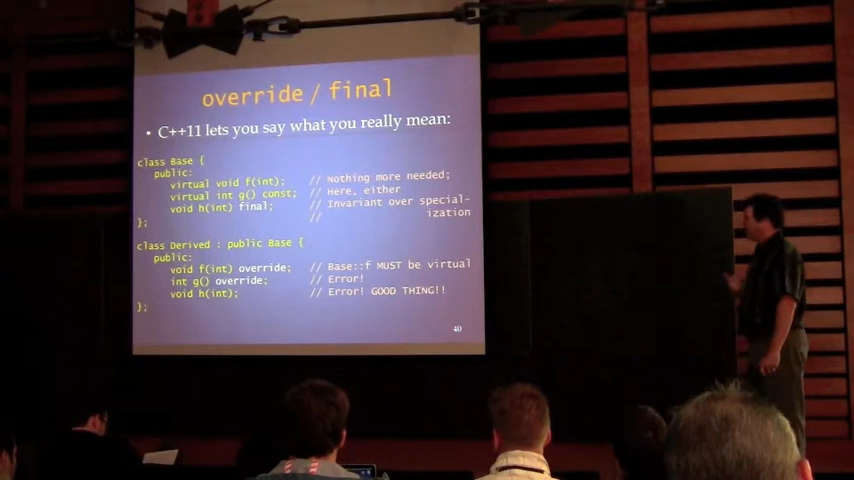 override / final
• C++11 lets you say what you really mean:
class Base {
public:
virtual void f(int); // Nothing more needed;
virtual int g() const; // Here, either
void h(int) final; // Invariant over special-
}; // ization
class Derived : public Base {
public:
void f(int) override; // Base::f MUST be virtual
int g() override; // Error!
void h(int); // Error! GOOD THING!!
};
40